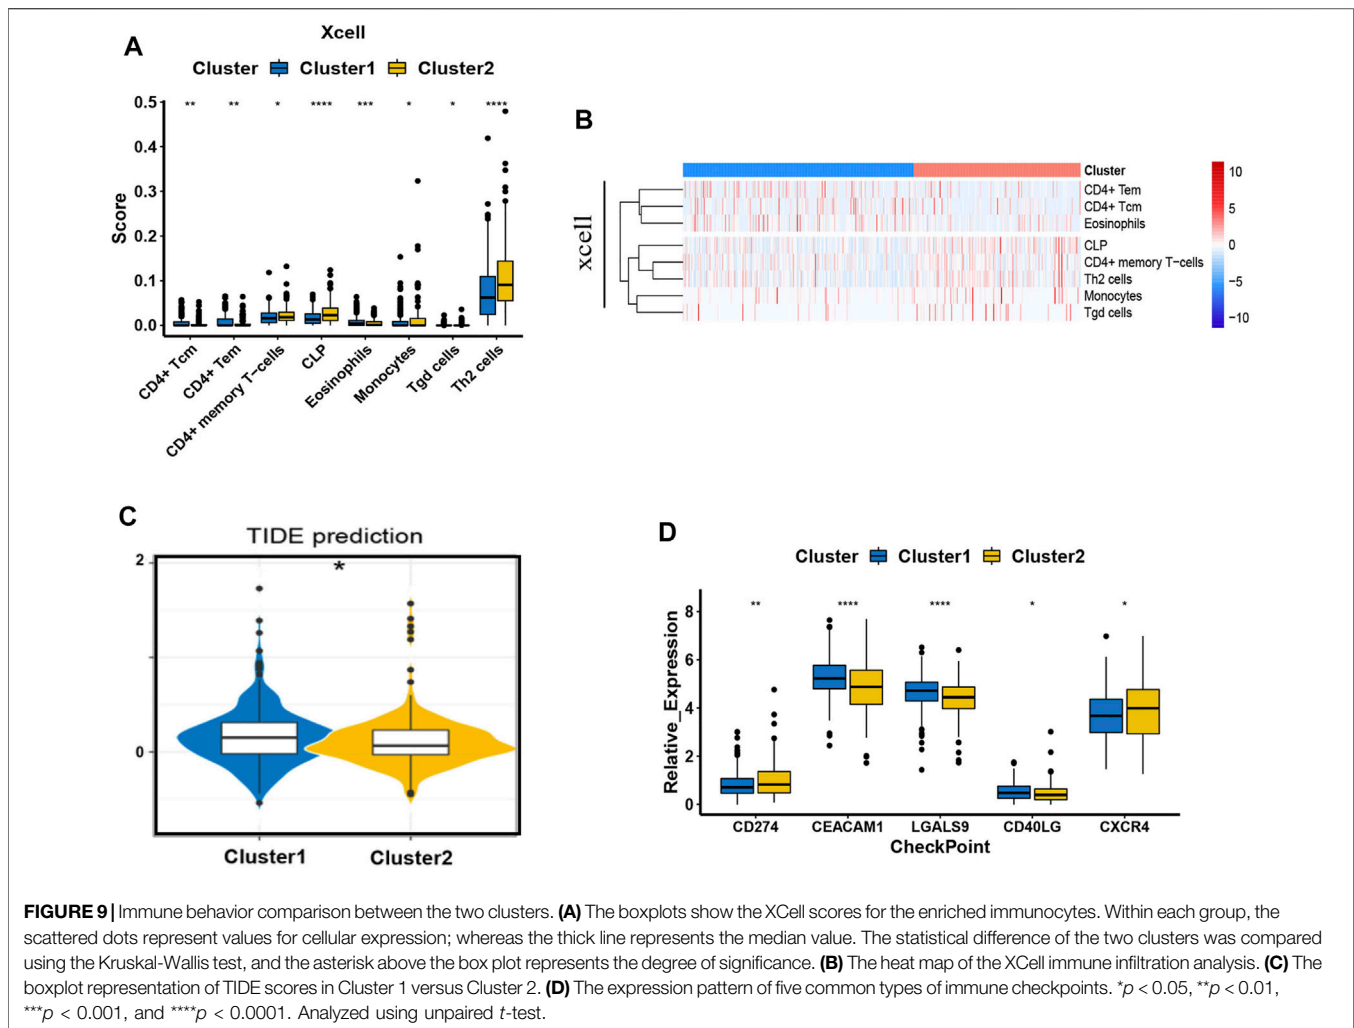 A
Xcell
Cluster Cluster1 Cluster2
** ** * **** *** * * ****
0.5
0.4
0.3
0.2
0.1
0.0
Score
CD4+ Tcm
CD4+ Tem
CD4+ memory T-cells
CLP
Eosinophils
Monocytes
Tgd cells
Th2 cells
B
xcell
Cluster
CD4+ Tem
CD4+ Tcm
Eosinophils
CLP
CD4+ memory T-cells
Th2 cells
Monocytes
Tgd cells
10
5
0
−5
−10
C
TIDE prediction
*
2
0
Cluster1 Cluster2
D
Cluster Cluster1 Cluster2
** **** **** * *
8
6
4
2
0
Relative_Expression
CD274 CEACAM1 LGALS9 CD40LG CXCR4
CheckPoint
FIGURE 9 | Immune behavior comparison between the two clusters. (A) The boxplots show the XCell scores for the enriched immunocytes. Within each group, the
scattered dots represent values for cellular expression; whereas the thick line represents the median value. The statistical difference of the two clusters was compared
using the Kruskal-Wallis test, and the asterisk above the box plot represents the degree of significance. (B) The heat map of the XCell immune infiltration analysis. (C) The
boxplot representation of TIDE scores in Cluster 1 versus Cluster 2. (D) The expression pattern of five common types of immune checkpoints. *p < 0.05, **p < 0.01,
***p < 0.001, and ****p < 0.0001. Analyzed using unpaired t-test.